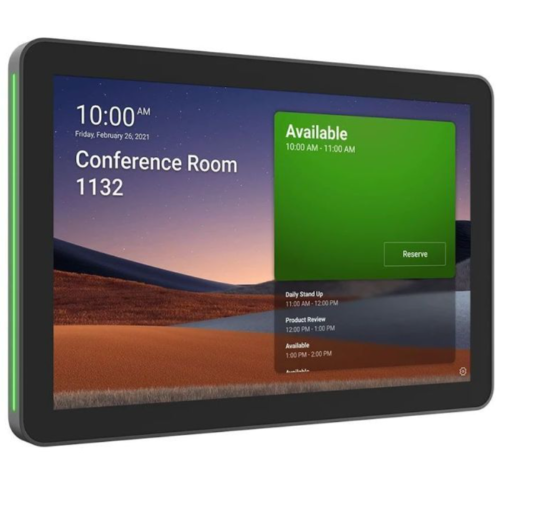 10:00 AM
Friday, February 26, 2021
Conference Room
1132
Available
10:00 AM - 11:00 AM
Reserve
Daily Stand Up
11:00 AM - 12:00 PM
Product Review
12:00 PM - 1:00 PM
Available
1:00 PM - 2:00 PM